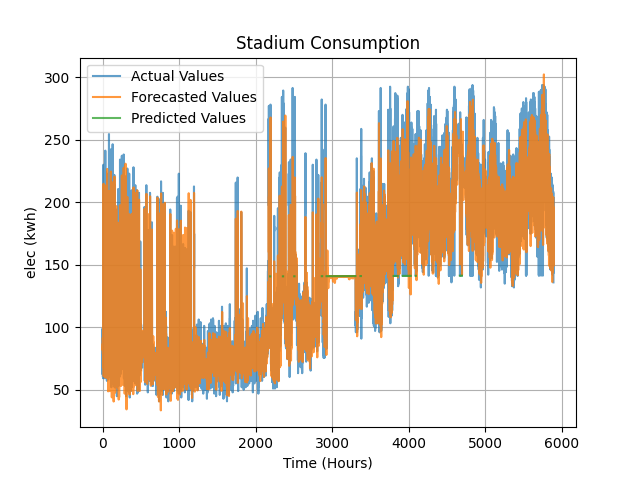 Stadium Consumption
Actual Values
Forecasted Values
Predicted Values
elec (kwh)
300
250
200
150
100
50
0 1000 2000 3000 4000 5000 6000
Time (Hours)